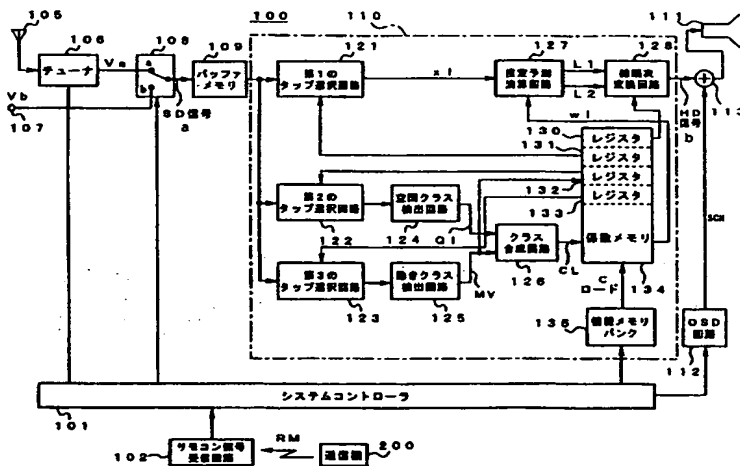 105
106
Va
108
109
100
110
111
テューナ
a
b
Vb
107
SD信号
a
バッファ
メモリ
121
第1の
タップ選択回路
xi
127
推定予測
演算回路
L1
L2
128
線順次
変換回路
HD
信号
b
113
wi
130
131
132
133
レジスタ
レジスタ
レジスタ
レジスタ
係数メモリ
134
第2の
タップ選択回路
122
空間クラス
検出回路
124
Qi
第3の
タップ選択回路
123
動きクラス
検出回路
125
MV
クラス
合成回路
126
CL
ロード
135
情報メモリ
バンク
SCH
OSD
回路
112
システムコントローラ
101
リモコン信号
受信回路
102
RM
送信機
200